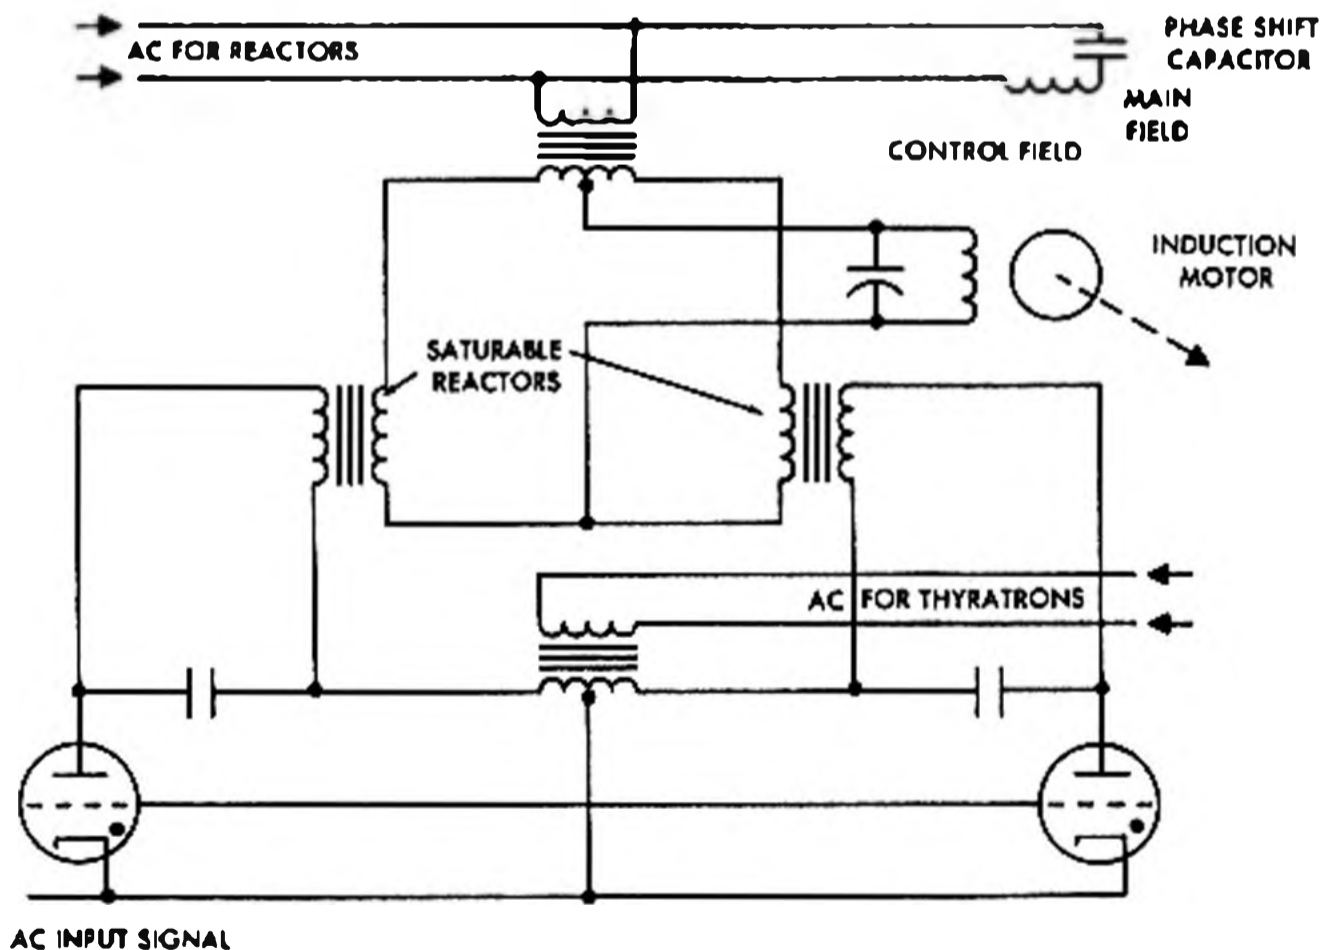 PHASE SHIFT
CAPACITOR
AC FOR REACTORS
MAIN
FIELD
CONTROL FIELD
INDUCTION
MOTOR
SATURABLE
REACTORS
AC FOR THYRATRONS
AC INPUT SIGNAL